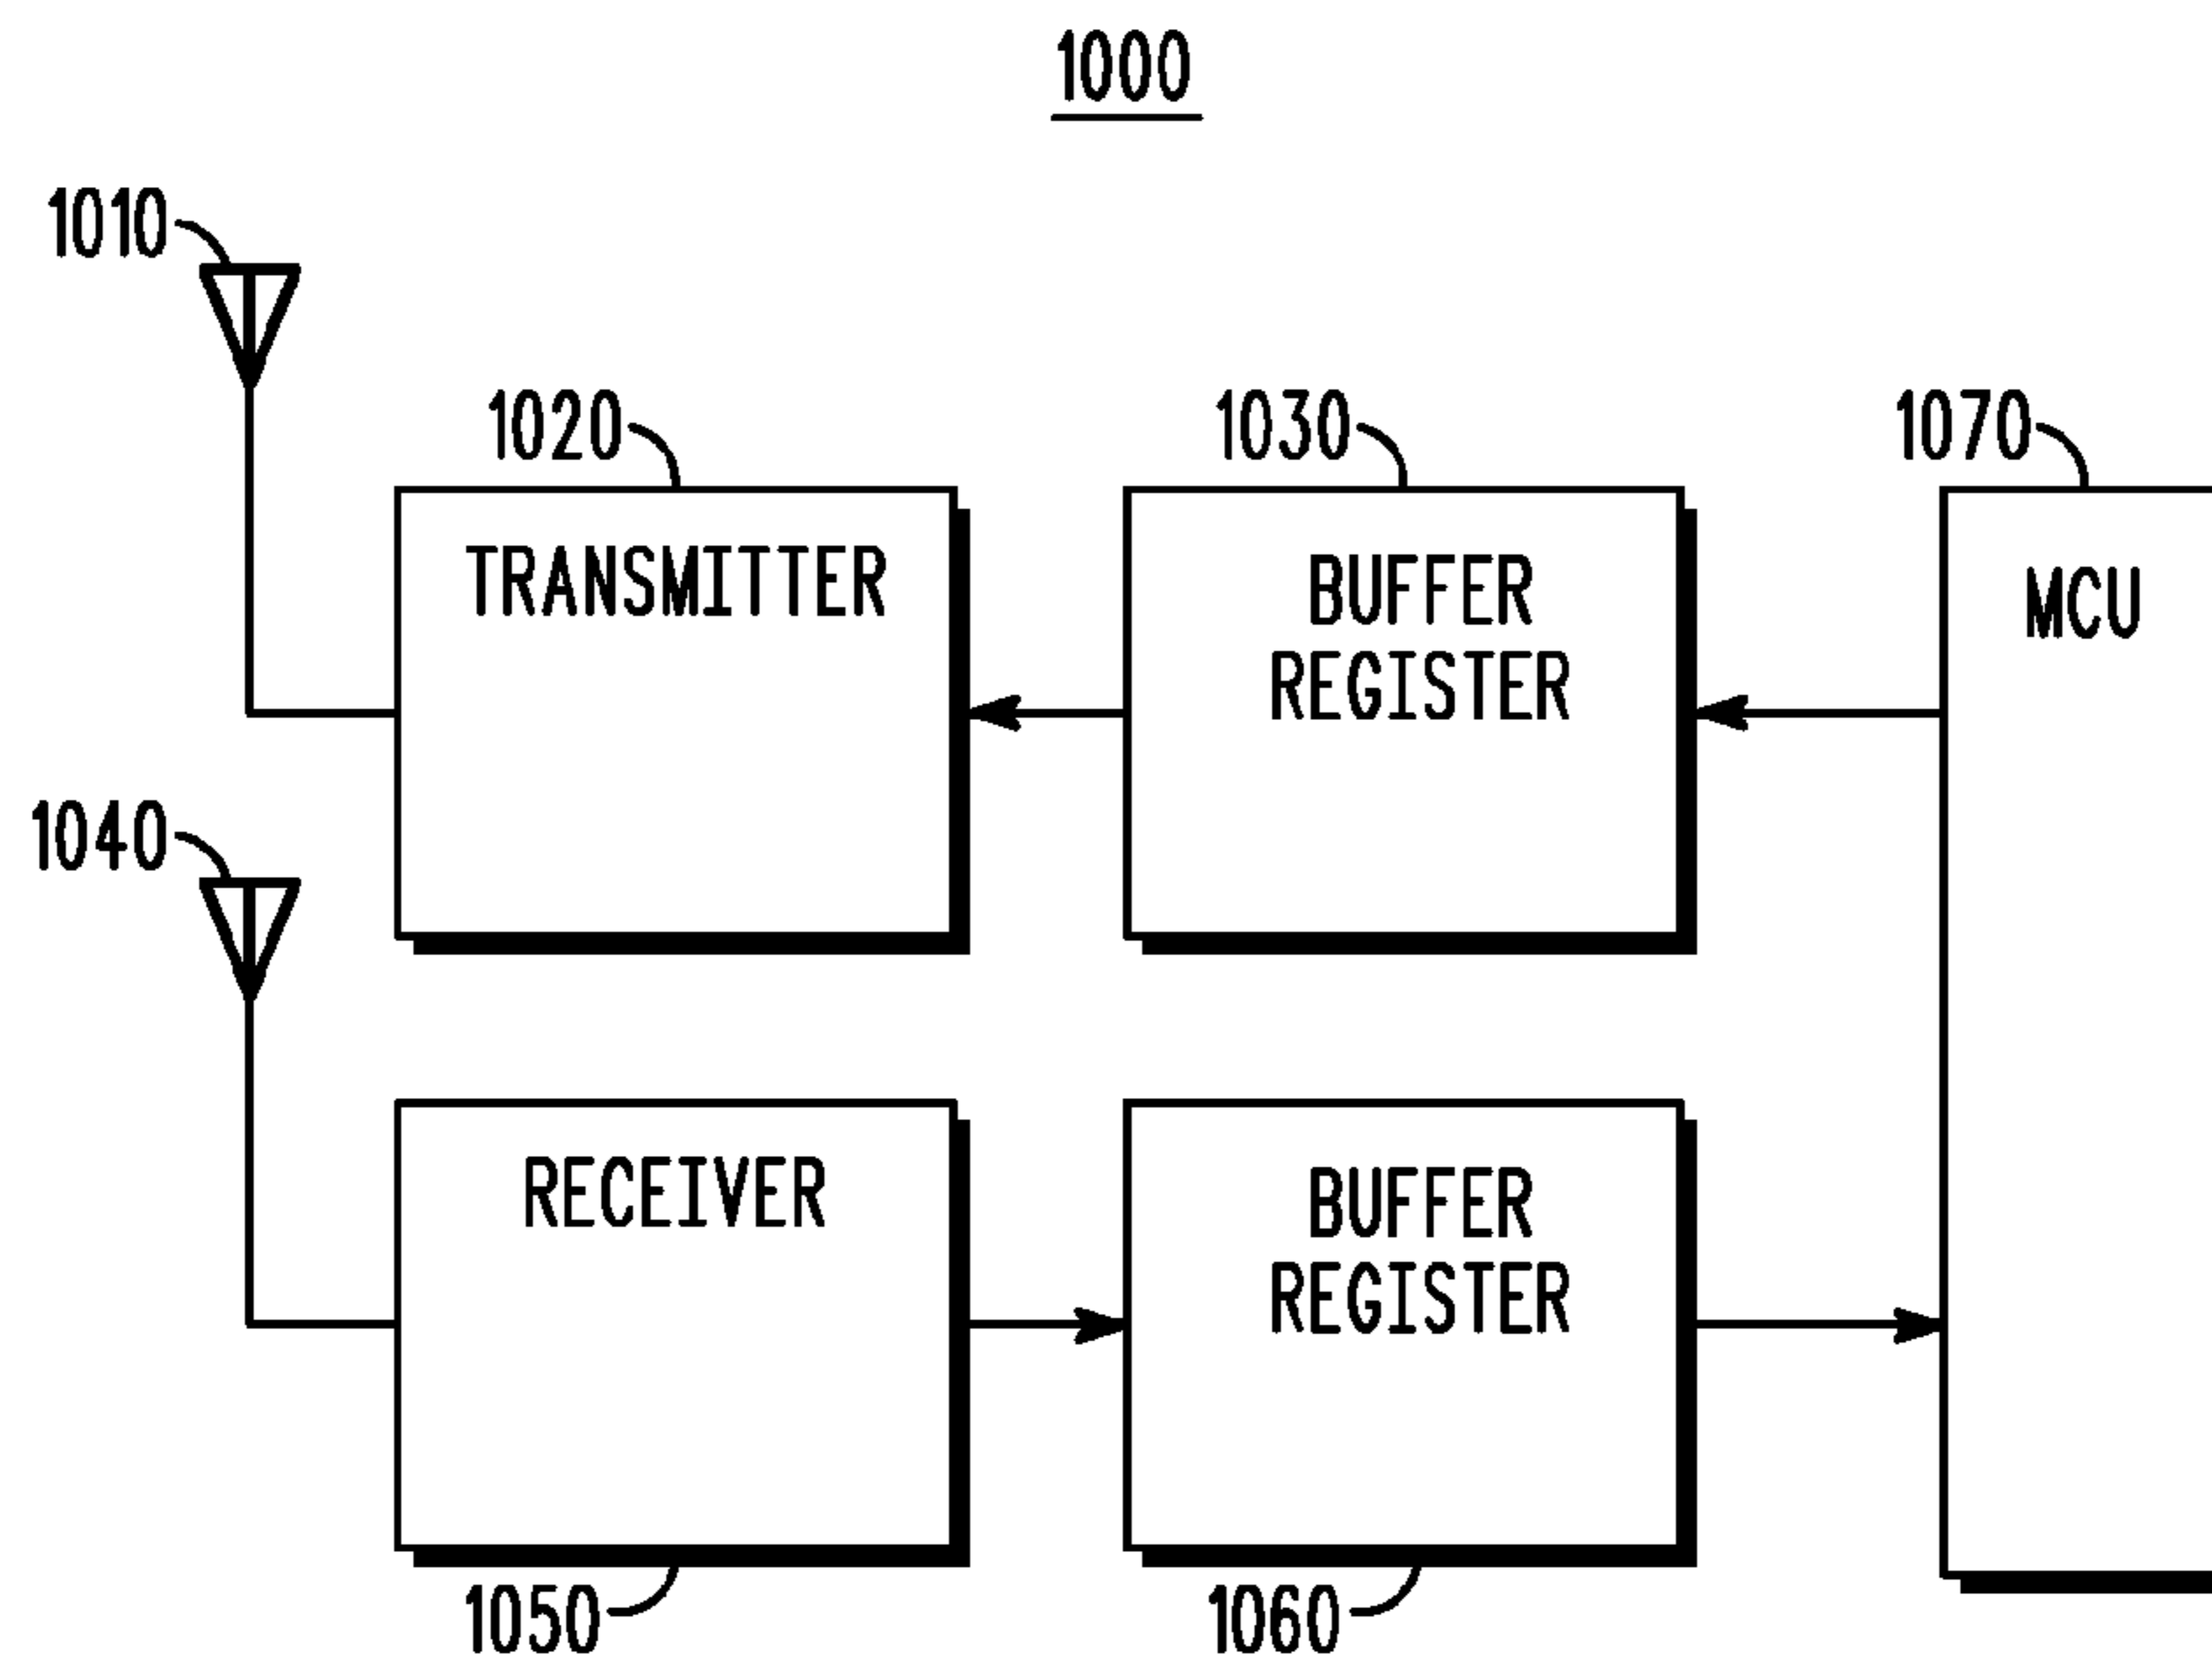 1000
1010
1020
1030
1070
TRANSMITTER
BUFFER
REGISTER
MCU
1040
RECEIVER
BUFFER
REGISTER
1050
1060